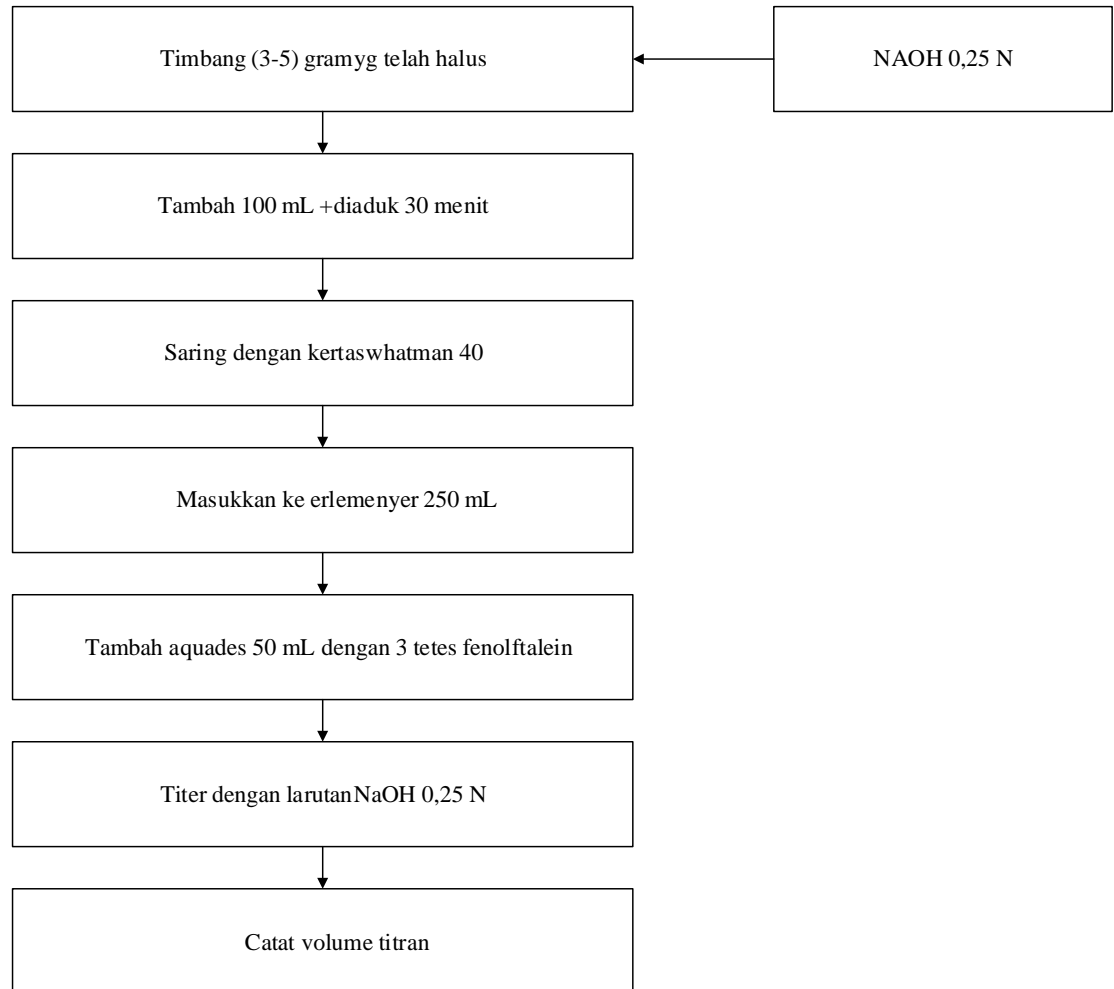 Timbang (3-5) gramyg telah halus
NAOH 0,25 N
Tambah 100 mL +diaduk 30 menit
Saring dengan kertaswhatman 40
Masukkan ke erlemenyer 250 mL
Tambah aquades 50 mL dengan 3 tetes fenolftalein
Titer dengan larutanNaOH 0,25 N
Catat volume titran